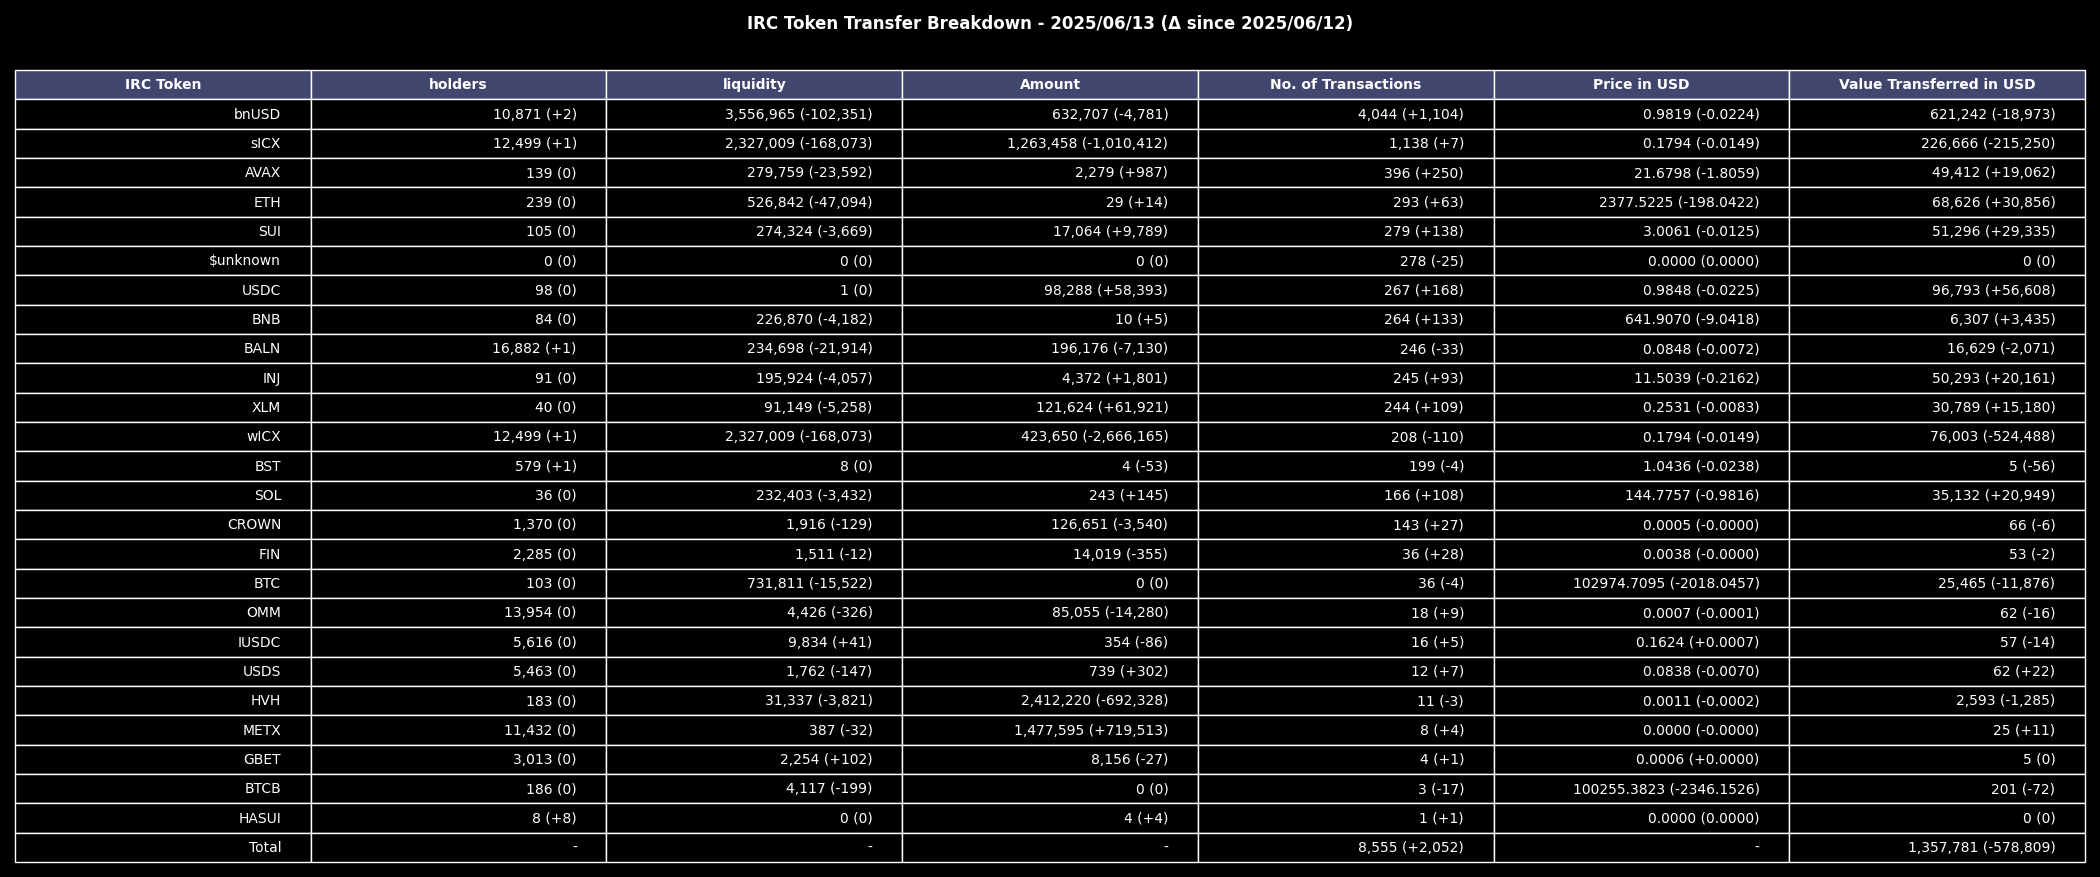 IRC Token Transfer Breakdown - 2025/06/13 (Δ since 2025/06/12)
IRC Token holders liquidity Amount No. of Transactions Price in USD Value Transferred in USD
bnUSD 10,871 (+2) 3,556,965 (-102,351) 632,707 (-4,781) 4,044 (+1,104) 0.9819 (-0.0224) 621,242 (-18,973)
sICX 12,499 (+1) 2,327,009 (-168,073) 1,263,458 (-1,010,412) 1,138 (+7) 0.1794 (-0.0149) 226,666 (-215,250)
AVAX 139 (0) 279,759 (-23,592) 2,279 (+987) 396 (+250) 21.6798 (-1.8059) 49,412 (+19,062)
ETH 239 (0) 526,842 (-47,094) 29 (+14) 293 (+63) 2377.5225 (-198.0422) 68,626 (+30,856)
SUI 105 (0) 274,324 (-3,669) 17,064 (+9,789) 279 (+138) 3.0061 (-0.0125) 51,296 (+29,335)
$unknown 0 (0) 0 (0) 0 (0) 278 (-25) 0.0000 (0.0000) 0 (0)
USDC 98 (0) 1 (0) 98,288 (+58,393) 267 (+168) 0.9848 (-0.0225) 96,793 (+56,608)
BNB 84 (0) 226,870 (-4,182) 10 (+5) 264 (+133) 641.9070 (-9.0418) 6,307 (+3,435)
BALN 16,882 (+1) 234,698 (-21,914) 196,176 (-7,130) 246 (-33) 0.0848 (-0.0072) 16,629 (-2,071)
INJ 91 (0) 195,924 (-4,057) 4,372 (+1,801) 245 (+93) 11.5039 (-0.2162) 50,293 (+20,161)
XLM 40 (0) 91,149 (-5,258) 121,624 (+61,921) 244 (+109) 0.2531 (-0.0083) 30,789 (+15,180)
wICX 12,499 (+1) 2,327,009 (-168,073) 423,650 (-2,666,165) 208 (-110) 0.1794 (-0.0149) 76,003 (-524,488)
BST 579 (+1) 8 (0) 4 (-53) 199 (-4) 1.0436 (-0.0238) 5 (-56)
SOL 36 (0) 232,403 (-3,432) 243 (+145) 166 (+108) 144.7757 (-0.9816) 35,132 (+20,949)
CROWN 1,370 (0) 1,916 (-129) 126,651 (-3,540) 143 (+27) 0.0005 (-0.0000) 66 (-6)
FIN 2,285 (0) 1,511 (-12) 14,019 (-355) 36 (+28) 0.0038 (-0.0000) 53 (-2)
BTC 103 (0) 731,811 (-15,522) 0 (0) 36 (-4) 102974.7095 (-2018.0457) 25,465 (-11,876)
OMM 13,954 (0) 4,426 (-326) 85,055 (-14,280) 18 (+9) 0.0007 (-0.0001) 62 (-16)
IUSDC 5,616 (0) 9,834 (+41) 354 (-86) 16 (+5) 0.1624 (+0.0007) 57 (-14)
USDS 5,463 (0) 1,762 (-147) 739 (+302) 12 (+7) 0.0838 (-0.0070) 62 (+22)
HVH 183 (0) 31,337 (-3,821) 2,412,220 (-692,328) 11 (-3) 0.0011 (-0.0002) 2,593 (-1,285)
METX 11,432 (0) 387 (-32) 1,477,595 (+719,513) 8 (+4) 0.0000 (-0.0000) 25 (+11)
GBET 3,013 (0) 2,254 (+102) 8,156 (-27) 4 (+1) 0.0006 (+0.0000) 5 (0)
BTCB 186 (0) 4,117 (-199) 0 (0) 3 (-17) 100255.3823 (-2346.1526) 201 (-72)
HASUI 8 (+8) 0 (0) 4 (+4) 1 (+1) 0.0000 (0.0000) 0 (0)
Total - - - 8,555 (+2,052) - 1,357,781 (-578,809)